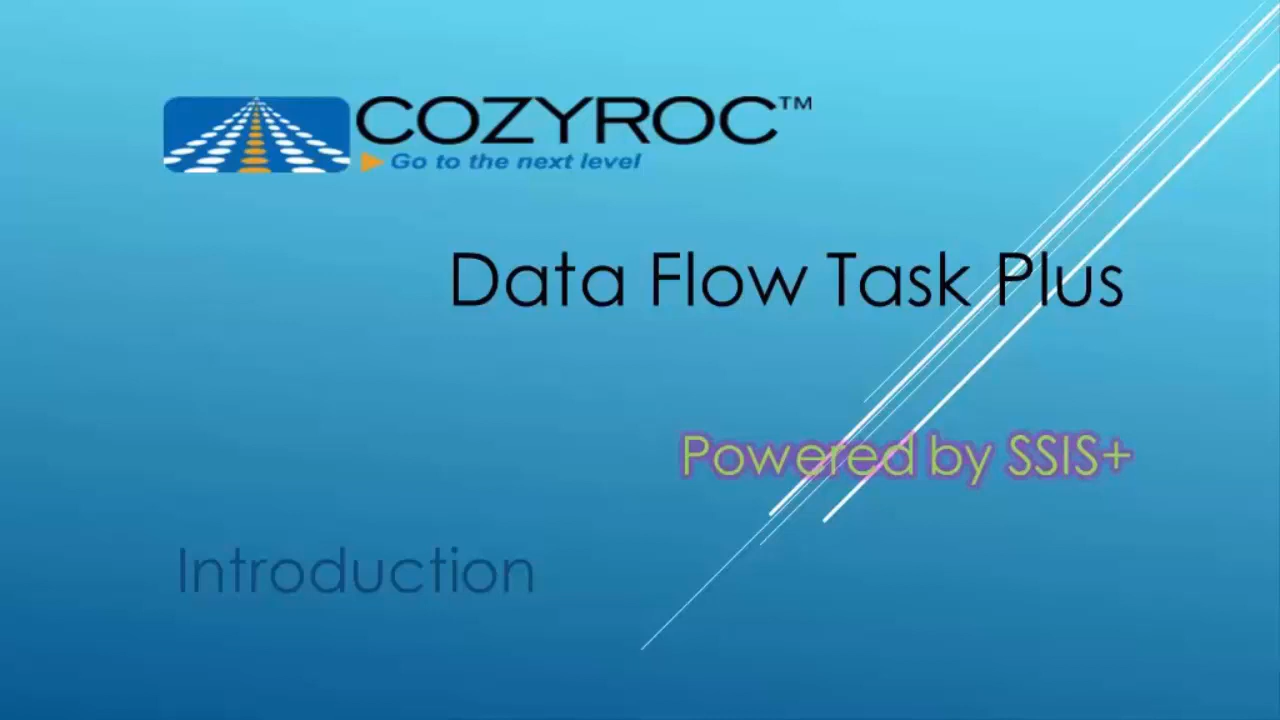 COZYROC™
Go to the next level
Data Flow Task Plus
Powered by SSIS+
Introduction